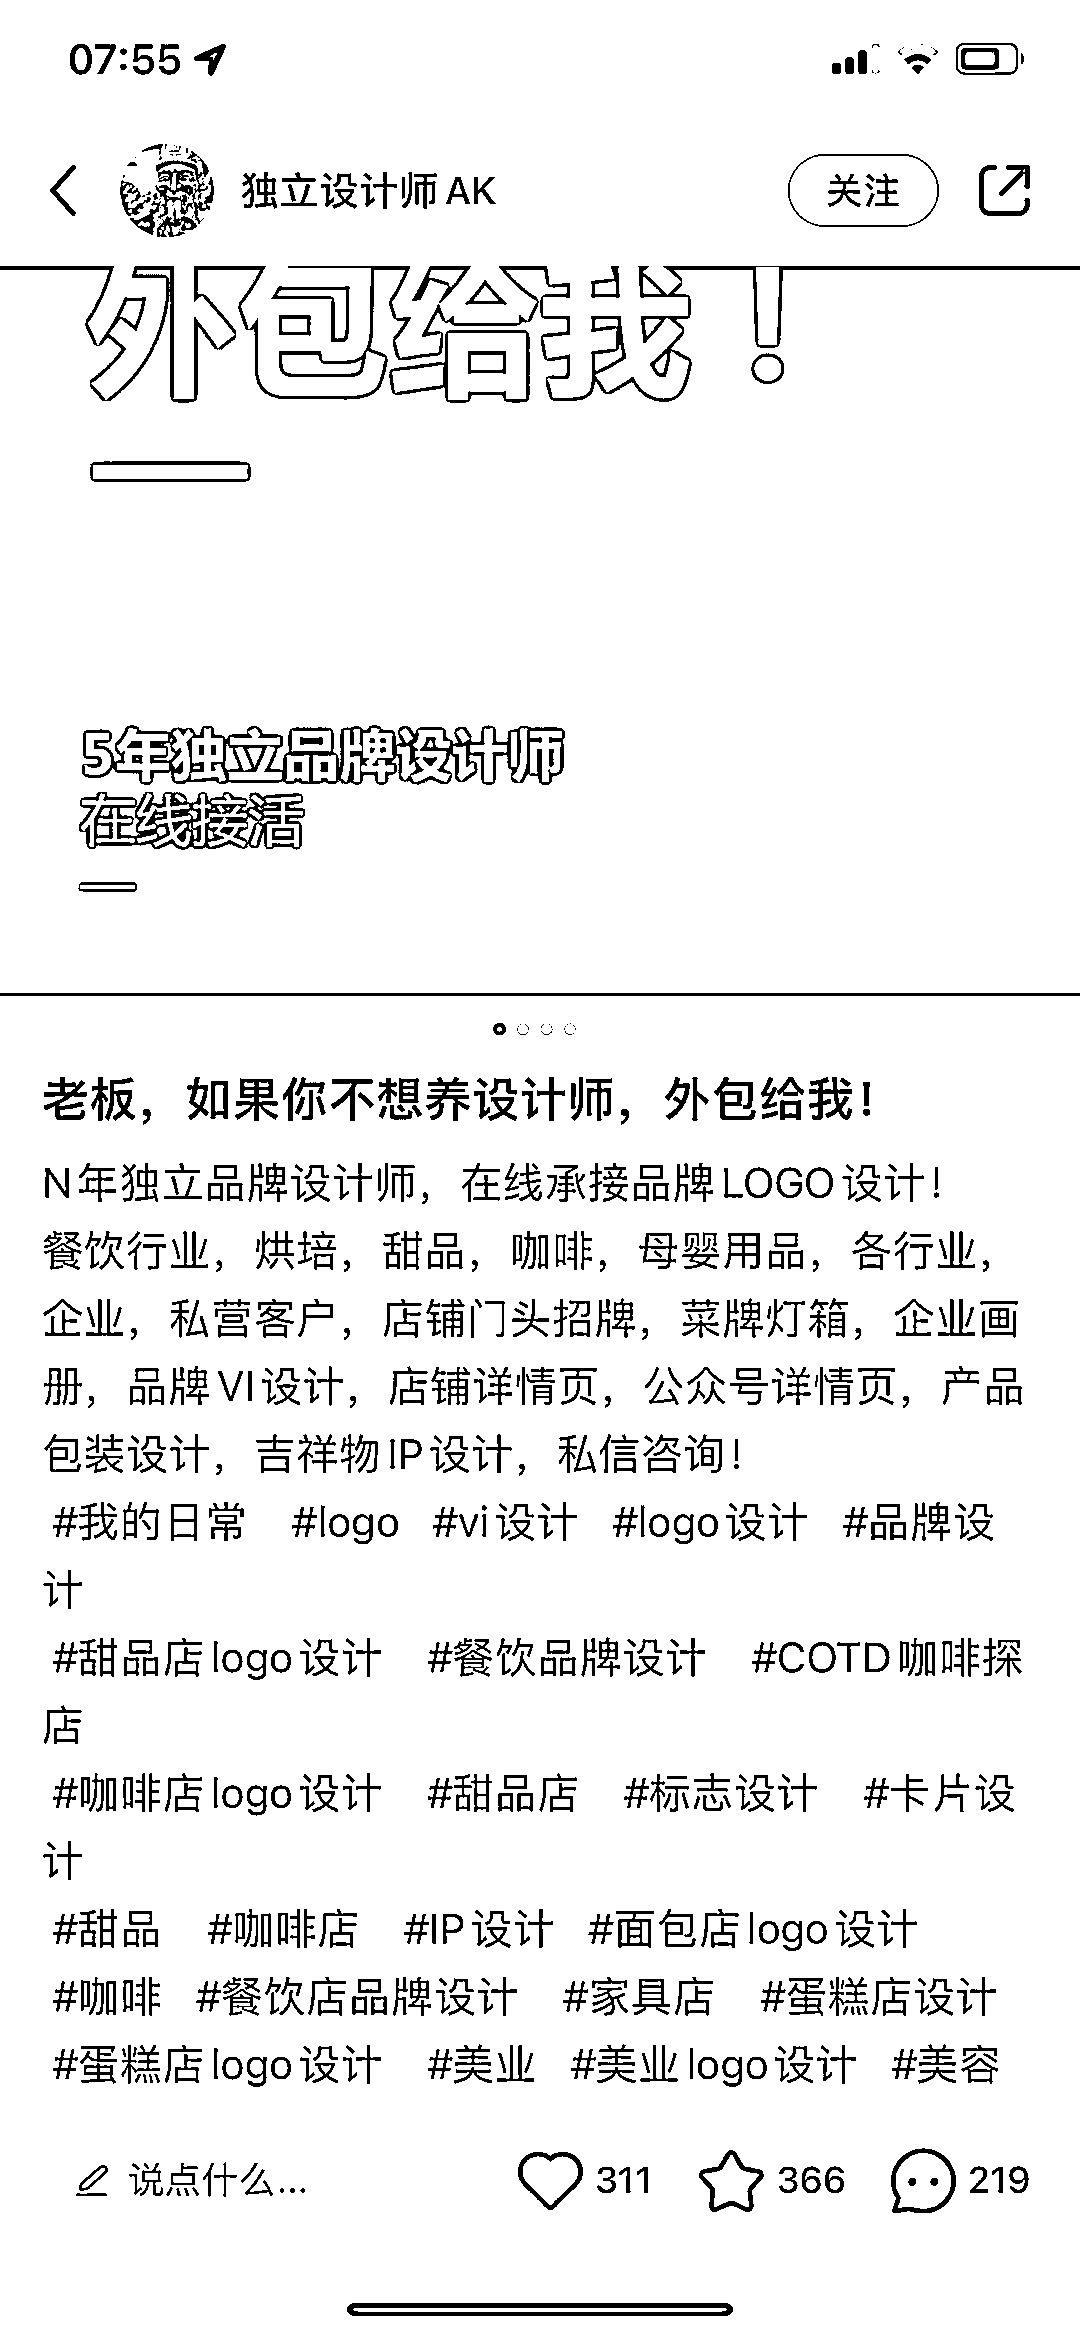 07:55
独立设计师AK
关注
外包给我！
5年独立品牌设计师
在线接活
老板，如果你不想养设计师，外包给我！
N年独立品牌设计师，在线承接品牌LOGO设计！
餐饮行业，烘培，甜品，咖啡，母婴用品，各行业，
企业，私营客户，店铺门头招牌，菜牌灯箱，企业画
册，品牌VI设计，店铺详情页，公众号详情页，产品
包装设计，吉祥物IP设计，私信咨询！
#我的日常 #logo #vi设计 #logo设计 #品牌设
计
#甜品店logo设计 #餐饮品牌设计 #COTD咖啡探
店
#咖啡店logo设计 #甜品店 #标志设计 #卡片设
计
#甜品 #咖啡店 #IP设计 #面包店logo设计
#咖啡 #餐饮店品牌设计 #家具店 #蛋糕店设计
#蛋糕店logo设计 #美业 #美业logo设计 #美容
说点什么...
311
366
219